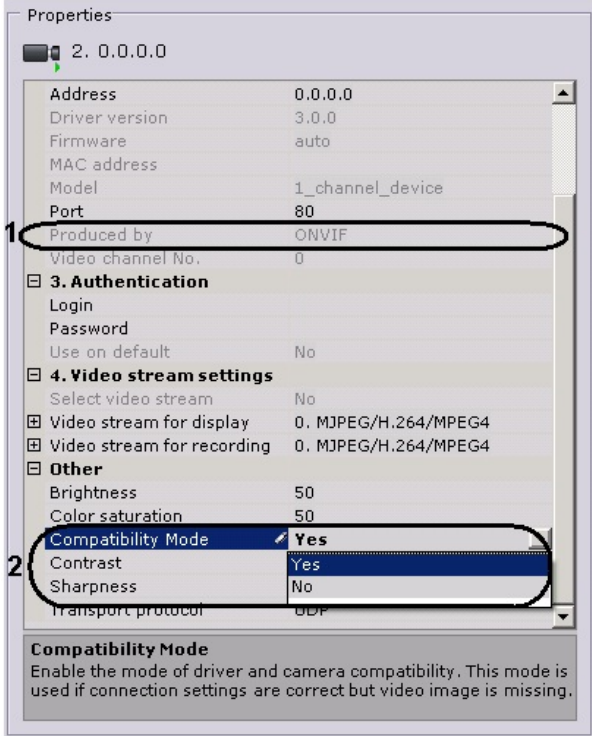 Properties
2. 0.0.0.0
Address 0.0.0.0
Driver version 3.0.0
Firmware auto
MAC address
Model 1_channel_device
Port 80
1 Produced by ONVIF
Video channel No. 0
3. Authentication
Login
Password
Use on default No
4. Video stream settings
Select video stream No
Video stream for display 0. MJPEG/H.264/MPEG4
Video stream for recording 0. MJPEG/H.264/MPEG4
Other
Brightness 50
Color saturation 50
Compatibility Mode Yes
2 Contrast Yes
Sharpness No
Transport protocol UDP
Compatibility Mode
Enable the mode of driver and camera compatibility. This mode is
used if connection settings are correct but video image is missing.